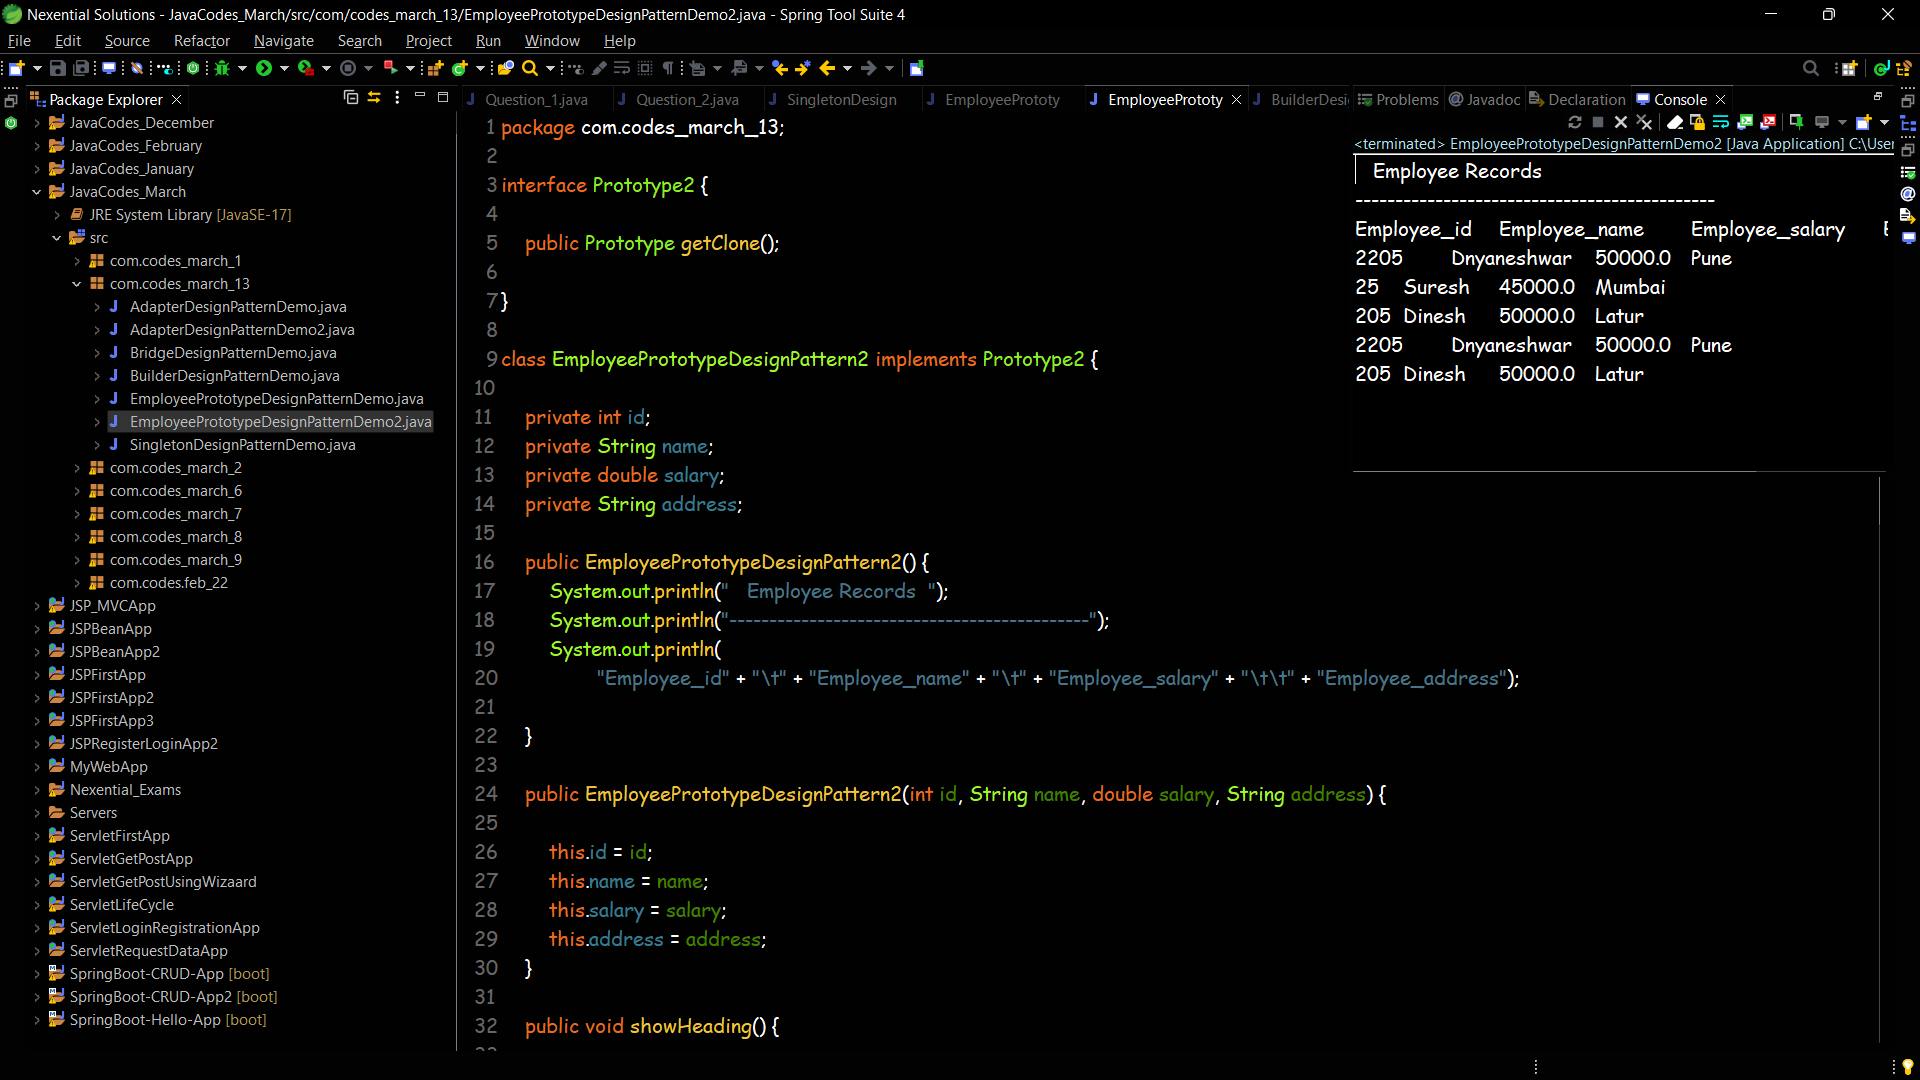 Nexential Solutions - JavaCodes_March/src/com/codes_march_13/EmployeePrototypeDesignPatternDemo2.java - Spring Tool Suite 4
File Edit Source Refactor Navigate Search Project Run Window Help
Package Explorer
JavaCodes_December
JavaCodes_February
JavaCodes_January
JavaCodes_March
JRE System Library [JavaSE-17]
src
com.codes_march_1
com.codes_march_13
AdapterDesignPatternDemo.java
AdapterDesignPatternDemo2.java
BridgeDesignPatternDemo.java
BuilderDesignPatternDemo.java
EmployeePrototypeDesignPatternDemo.java
EmployeePrototypeDesignPatternDemo2.java
SingletonDesignPatternDemo.java
com.codes_march_2
com.codes_march_6
com.codes_march_7
com.codes_march_8
com.codes_march_9
com.codes.feb_22
JSP_MVCApp
JSPBeanApp
JSPBeanApp2
JSPFirstApp
JSPFirstApp2
JSPFirstApp3
JSPRegisterLoginApp2
MyWebApp
Nexential_Exams
Servers
ServletFirstApp
ServletGetPostApp
ServletGetPostUsingWizaard
ServletLifeCycle
ServletLoginRegistrationApp
ServletRequestDataApp
SpringBoot-CRUD-App [boot]
SpringBoot-CRUD-App2 [boot]
SpringBoot-Hello-App [boot]
Question_1.java Question_2.java SingletonDesign EmployeePrototy EmployeePrototy BuilderDesi
1 package com.codes_march_13;
2
3 interface Prototype2 {
4
5 public Prototype getClone();
6
7 }
8
9 class EmployeePrototypeDesignPattern2 implements Prototype2 {
10
11 private int id;
12 private String name;
13 private double salary;
14 private String address;
15
16 public EmployeePrototypeDesignPattern2() {
17 System.out.println("   Employee Records  ");
18 System.out.println("---------------------------------------------");
19 System.out.println(
20 "Employee_id" + "\t" + "Employee_name" + "\t" + "Employee_salary" + "\t\t" + "Employee_address");
21
22 }
23
24 public EmployeePrototypeDesignPattern2(int id, String name, double salary, String address) {
25
26 this.id = id;
27 this.name = name;
28 this.salary = salary;
29 this.address = address;
30 }
31
32 public void showHeading() {
Problems Javadoc Declaration Console
<terminated> EmployeePrototypeDesignPatternDemo2 [Java Application] C:\User
Employee Records
---------------------------------------------
Employee_id Employee_name Employee_salary
2205 Dnyaneshwar 50000.0 Pune
25 Suresh 45000.0 Mumbai
205 Dinesh 50000.0 Latur
2205 Dnyaneshwar 50000.0 Pune
205 Dinesh 50000.0 Latur